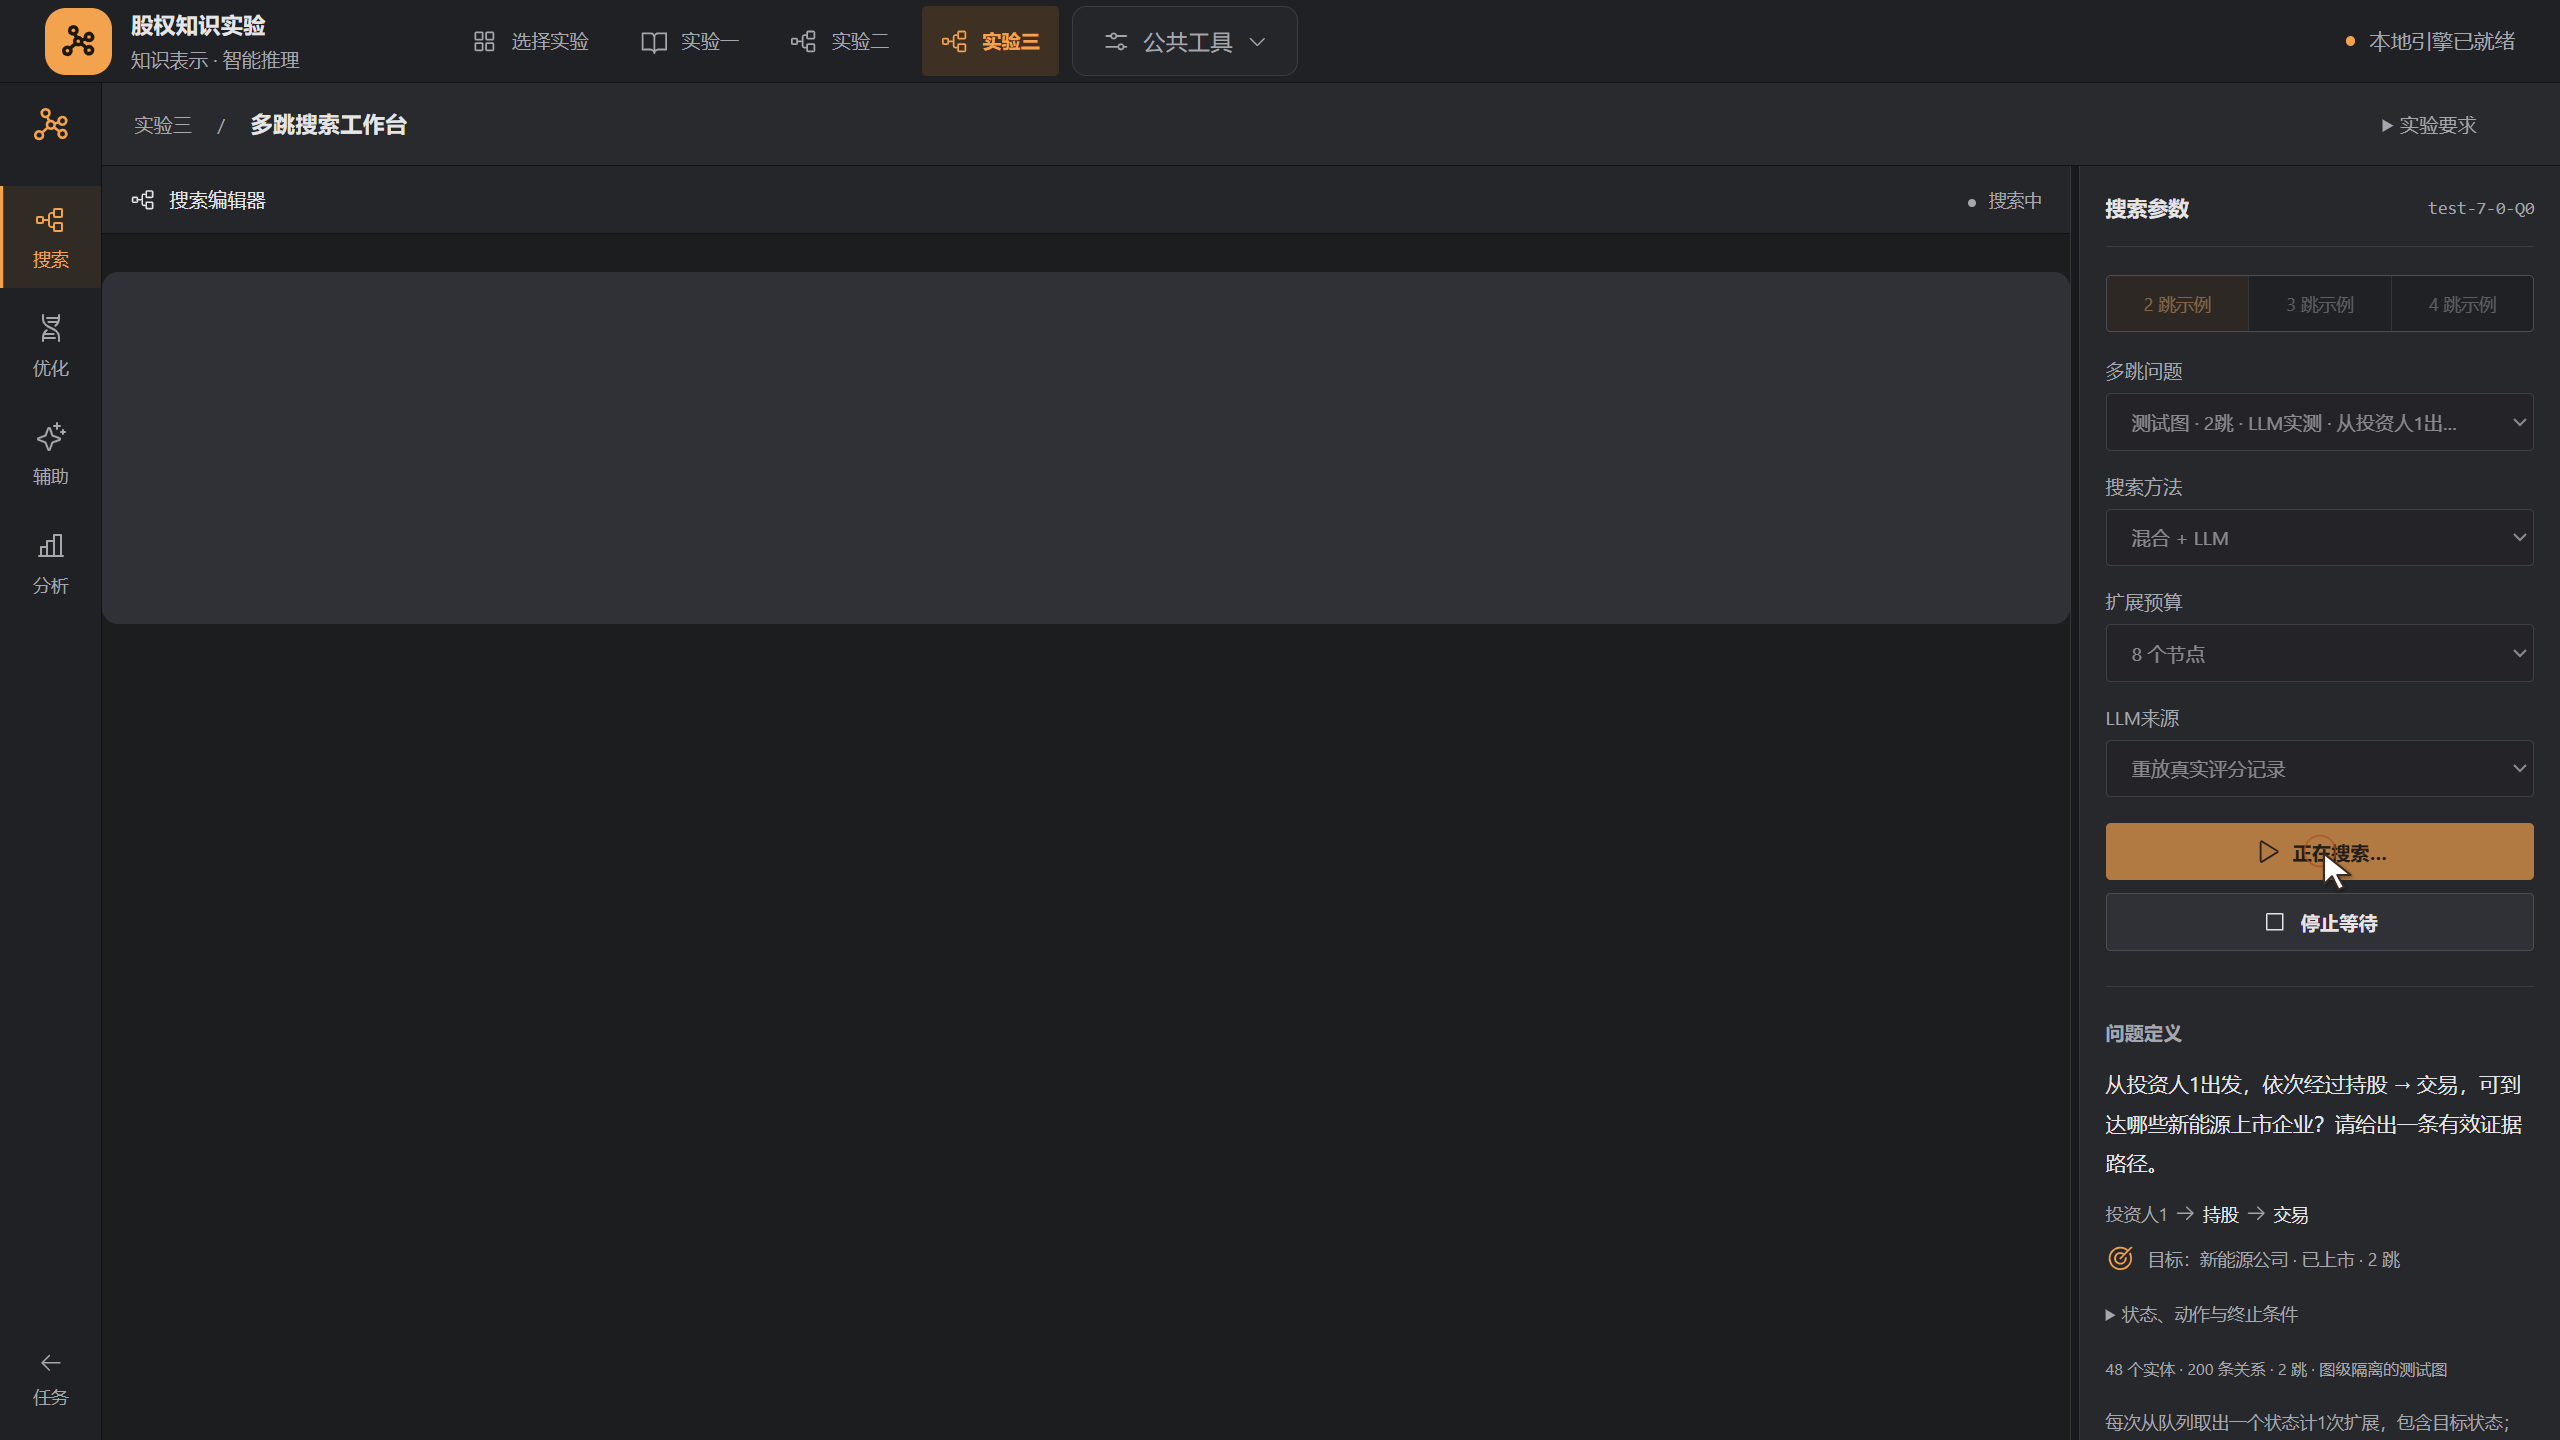 股权知识实验
知识表示 · 智能推理
选择实验
实验一
实验二
实验三
公共工具
本地引擎已就绪
实验三 / 多跳搜索工作台
实验要求
搜索
优化
辅助
分析
任务
搜索编辑器
搜索中
搜索参数
test-7-0-Q0
2 跳示例
3 跳示例
4 跳示例
多跳问题
测试图 · 2跳 · LLM实测 · 从投资人1出...
搜索方法
混合 + LLM
扩展预算
8 个节点
LLM来源
重放真实评分记录
正在搜索...
停止等待
问题定义
从投资人1出发，依次经过持股 → 交易，可到
达哪些新能源上市企业？请给出一条有效证据
路径。
投资人1 → 持股 → 交易
目标：新能源公司 · 已上市 · 2 跳
状态、动作与终止条件
48 个实体 · 200 条关系 · 2 跳 · 图级隔离的测试图
每次从队列取出一个状态计1次扩展，包含目标状态；